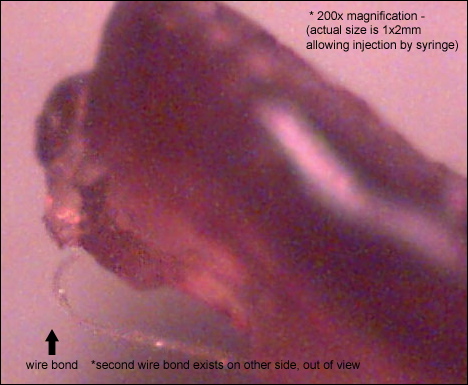 * 200x magnification -
(actual size is 1x2mm
allowing injection by syringe)
wire bond *second wire bond exists on other side, out of view